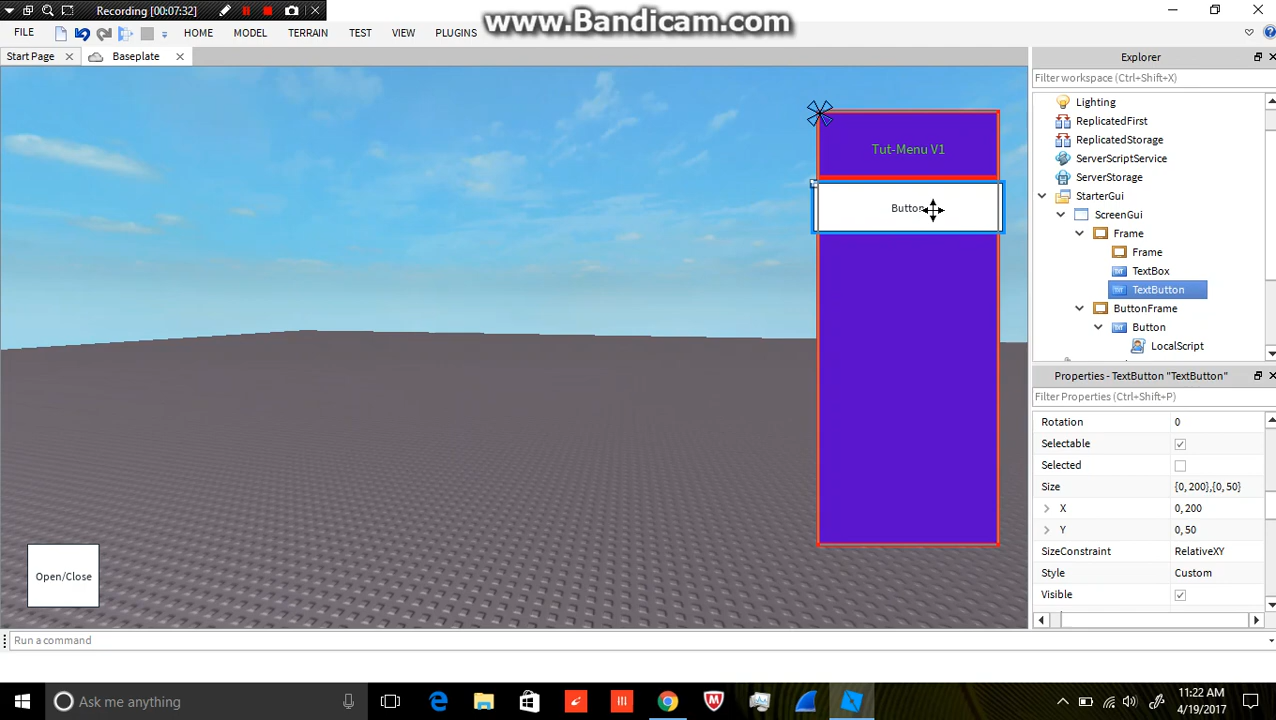 Recording [00:07:32]
www.Bandicam.com
FILE
HOME
MODEL
TERRAIN
TEST
VIEW
PLUGINS
Start Page
Baseplate
Explorer
Filter workspace (Ctrl+Shift+X)
Lighting
ReplicatedFirst
ReplicatedStorage
ServerScriptService
ServerStorage
StarterGui
ScreenGui
Frame
Frame
TextBox
TextButton
ButtonFrame
Button
LocalScript
Tut-Menu V1
Button
Open/Close
Properties - TextButton "TextButton"
Filter Properties (Ctrl+Shift+P)
Rotation 0
Selectable
Selected
Size {0, 200},{0, 50}
X 0, 200
Y 0, 50
SizeConstraint RelativeXY
Style Custom
Visible
Run a command
Ask me anything
11:22 AM
4/19/2017